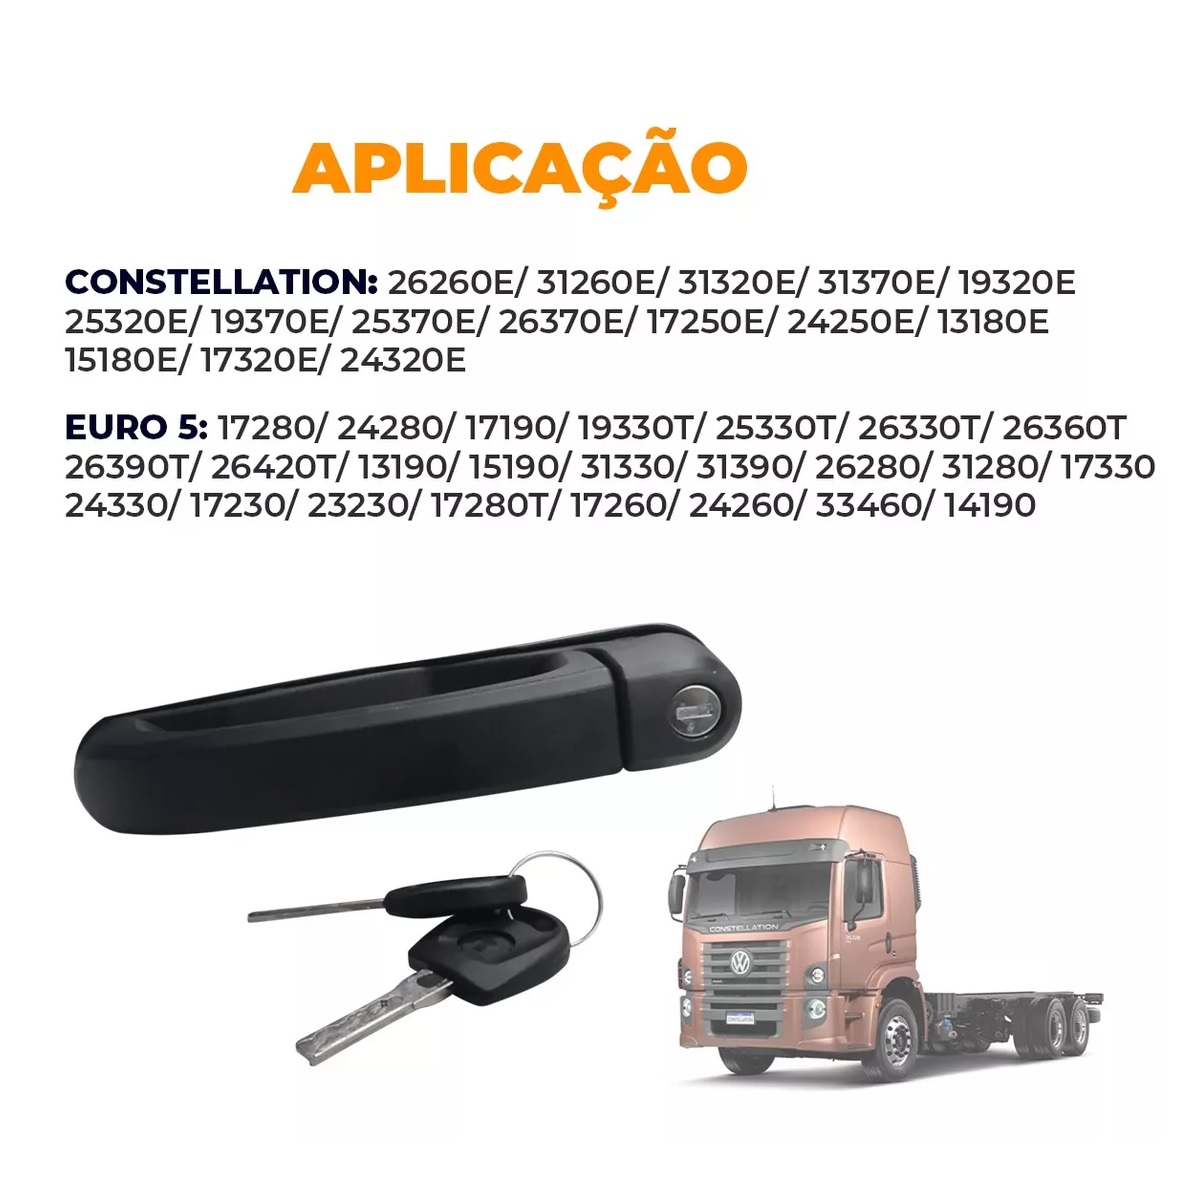 APLICAÇÃO
CONSTELLATION: 26260E/ 31260E/ 31320E/ 31370E/ 19320E
25320E/ 19370E/ 25370E/ 26370E/ 17250E/ 24250E/ 13180E
15180E/ 17320E/ 24320E
EURO 5: 17280/ 24280/ 17190/ 19330T/ 25330T/ 26330T/ 26360T
26390T/ 26420T/ 13190/ 15190/ 31330/ 31390/ 26280/ 31280/ 17330
24330/ 17230/ 23230/ 17280T/ 17260/ 24260/ 33460/ 14190
CONSTELLATION
CONSTELLATION